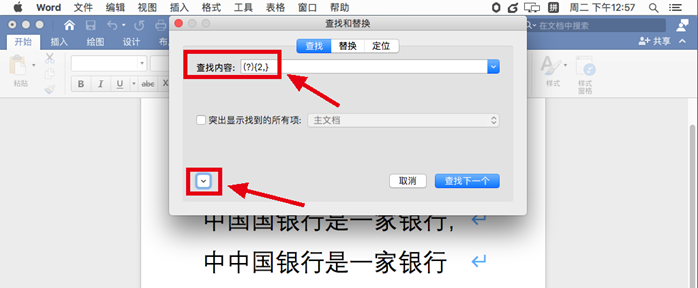 Word 文件 编辑 视图 插入 格式 工具 表格 窗口 帮助 拼 周二 下午12:57
查找和替换
在文档中搜索
开始 插入 绘图 设计 布
共享
查找 替换 定位
查找内容: (?){2,}
粘贴
B I U abc X
样式 样式窗格
突出显示找到的所有项: 主文档
取消 查找下一个
中国国银行是一家银行,
中中国银行是一家银行